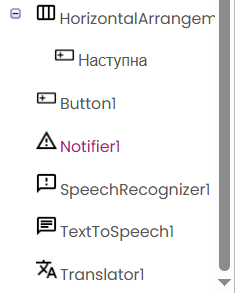 HorizontalArrangem
Наступна
Button1
Notifier1
SpeechRecognizer1
TextToSpeech1
Translator1